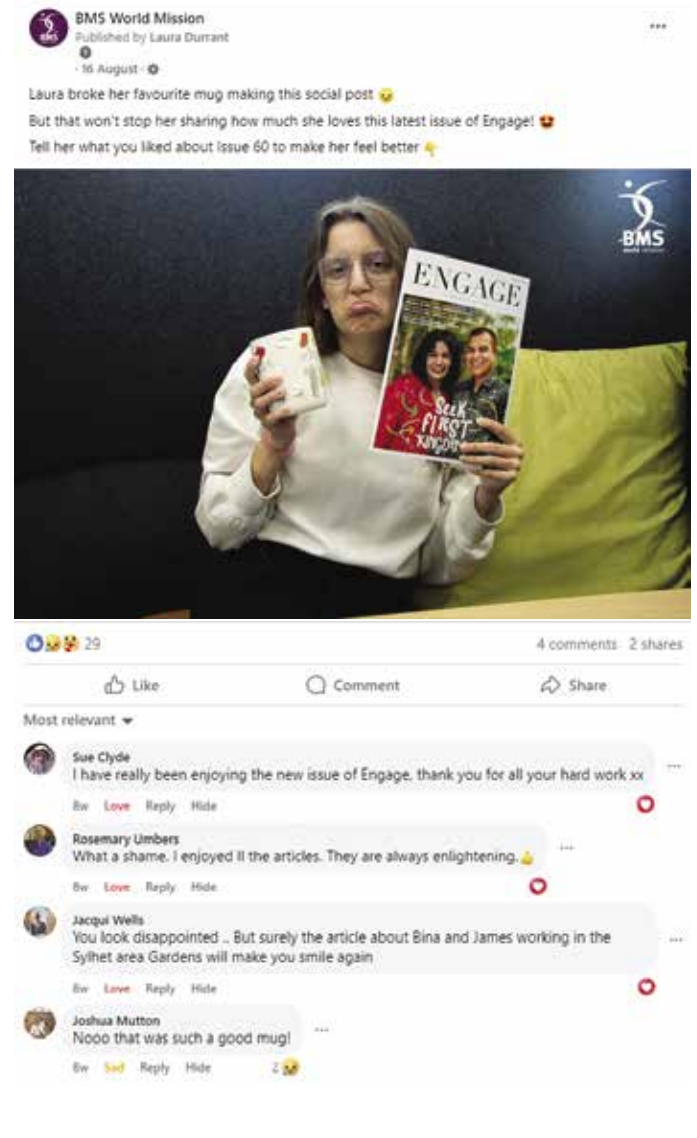 BMS World Mission
Published by Laura Durrant
· 16 August ·
Laura broke her favourite mug making this social post 😢
But that won't stop her sharing how much she loves this latest issue of Engage! 😍
Tell her what you liked about Issue 60 to make her feel better 👇
BMS
world mission
ENGAGE
SEEK
FIRST
KINGDOM
29
4 comments 2 shares
Like Comment Share
Most relevant
Sue Clyde
I have really been enjoying the new issue of Engage, thank you for all your hard work xx
8w Love Reply Hide
Rosemary Umbers
What a shame. I enjoyed ll the articles. They are always enlightening.👍
8w Love Reply Hide
Jacqui Wells
You look disappointed .. But surely the article about Bina and James working in the
Sylhet area Gardens will make you smile again
8w Love Reply Hide
Joshua Mutton
Nooo that was such a good mug!
8w Sad Reply Hide 2